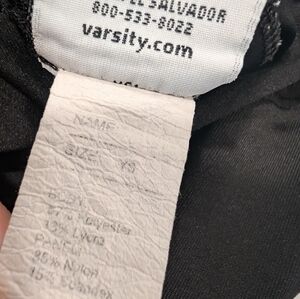 EL SALVADOR
800-533-8022
varsity.com
NAME:
SIZE: YS
BODY:
87% Polyester
13% Lycra
PANEL:
85% Nylon
15% Spandex